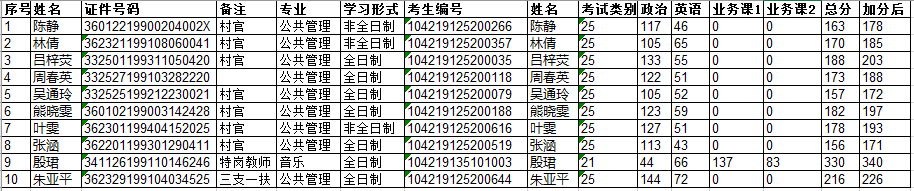 序号 姓名 证件号码 备注 专业 学习形式 考生编号 姓名 考试类别 政治 英语 业务课1 业务课2 总分 加分后
1 陈静 36012219900204002X 村官 公共管理 非全日制 104219125200266 陈静 25 117 46 0 0 163 178
2 林倩 362321199108060041 村官 公共管理 非全日制 104219125200357 林倩 25 105 65 0 0 170 185
3 吕梓荧 332501199311050420 村官 公共管理 全日制 104219125200035 吕梓荧 25 133 55 0 0 188 203
4 周春英 332527199103282220 公共管理 全日制 104219125200118 周春英 25 122 51 0 0 173 188
5 吴通玲 332525199212230021 村官 公共管理 全日制 104219125200079 吴通玲 25 105 52 0 0 157 172
6 熊晓雯 360102199003142428 村官 公共管理 全日制 104219125200188 熊晓雯 25 123 59 0 0 182 197
7 叶雯 362301199404152025 村官 公共管理 非全日制 104219125200616 叶雯 25 127 51 0 0 178 193
8 张涵 362201199301290411 村官 公共管理 全日制 104219125200519 张涵 25 113 43 0 0 156 171
9 殷珺 341126199110146246 特岗教师 音乐 全日制 104219135101003 殷珺 21 44 66 137 83 330 340
10 朱亚平 362329199104034525 三支一扶 公共管理 全日制 104219125200644 朱亚平 25 144 72 0 0 216 226